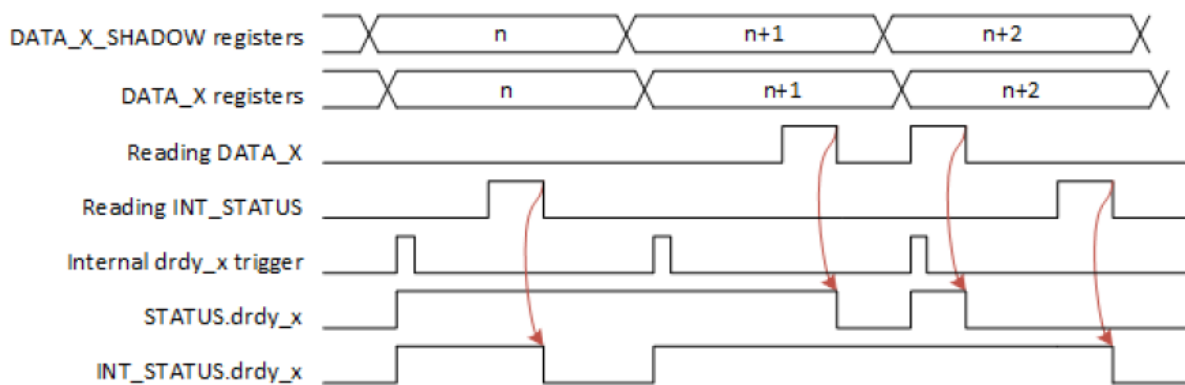 DATA_X_SHADOW registers n n+1 n+2
DATA_X registers n n+1 n+2
Reading DATA_X
Reading INT_STATUS
Internal drdy_x trigger
STATUS.drdy_x
INT_STATUS.drdy_x